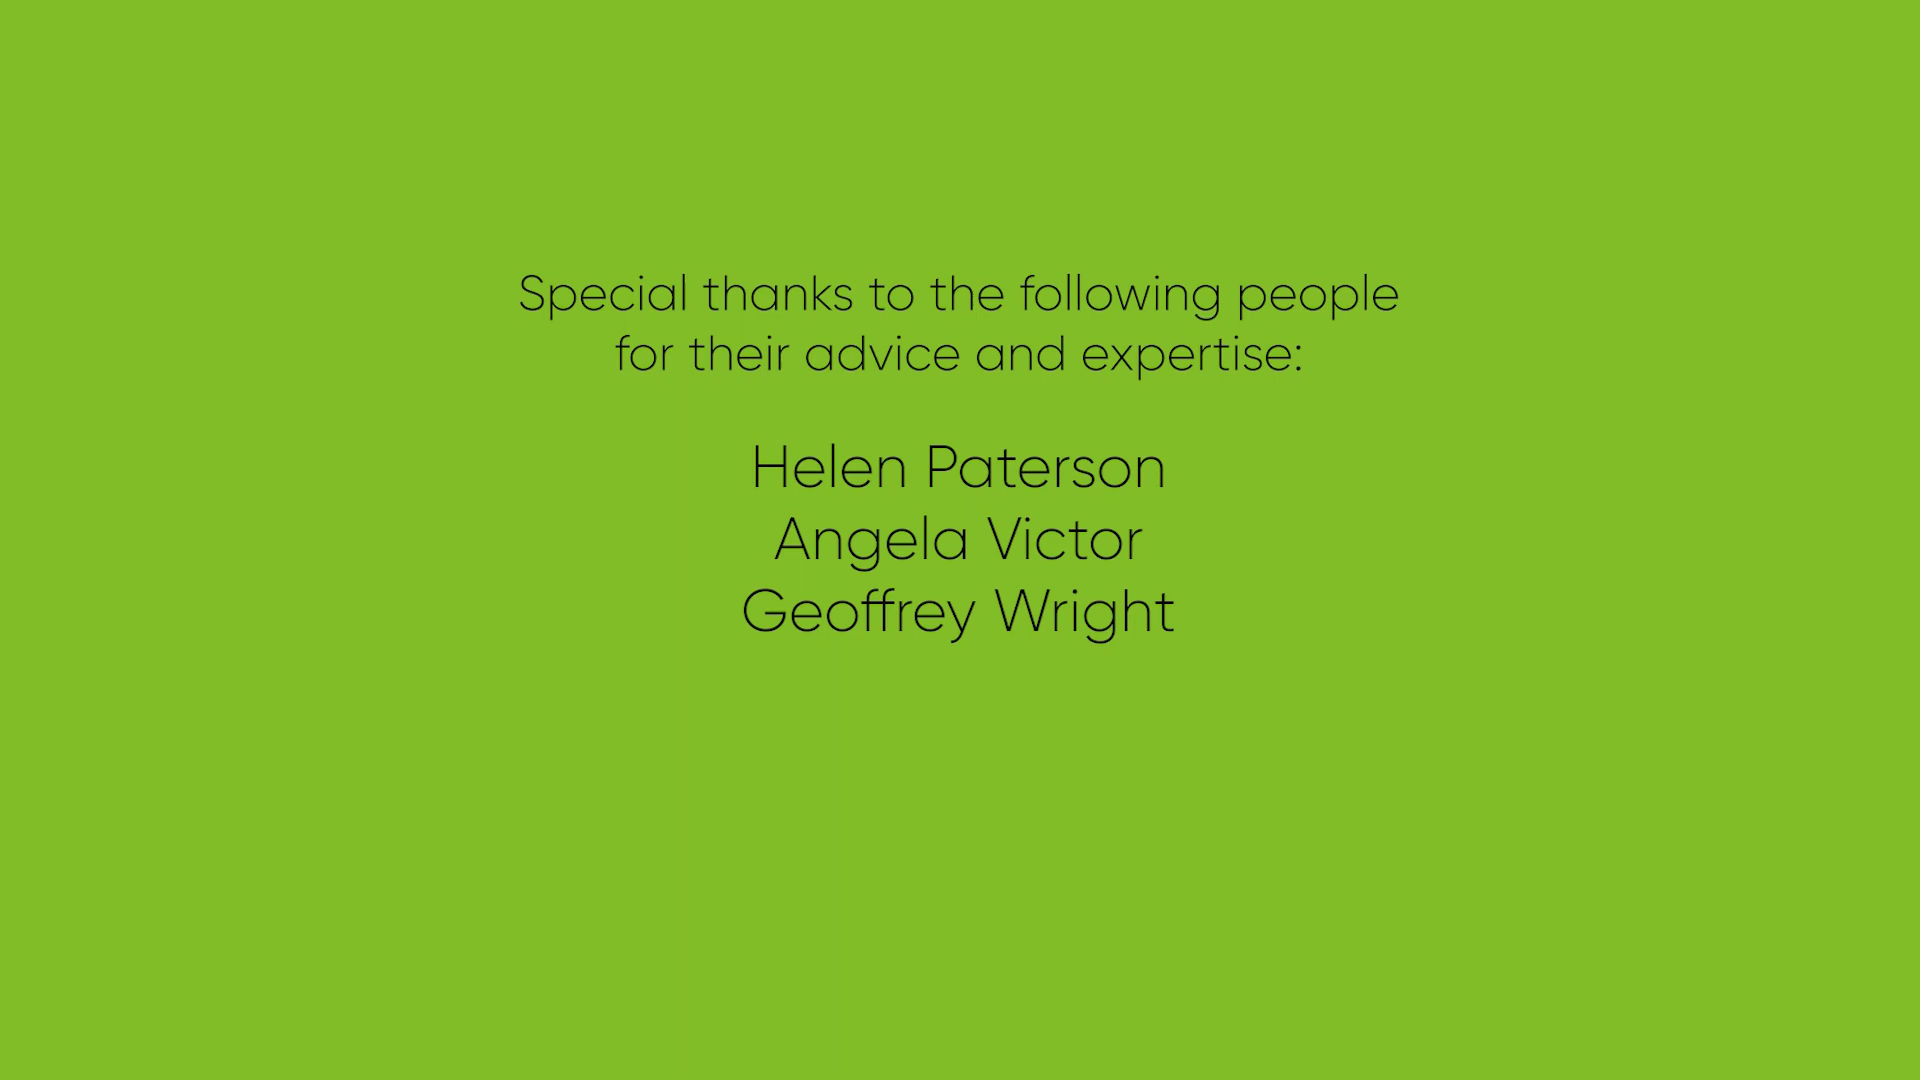 Special thanks to the following people
for their advice and expertise:
Helen Paterson
Angela Victor
Geoffrey Wright